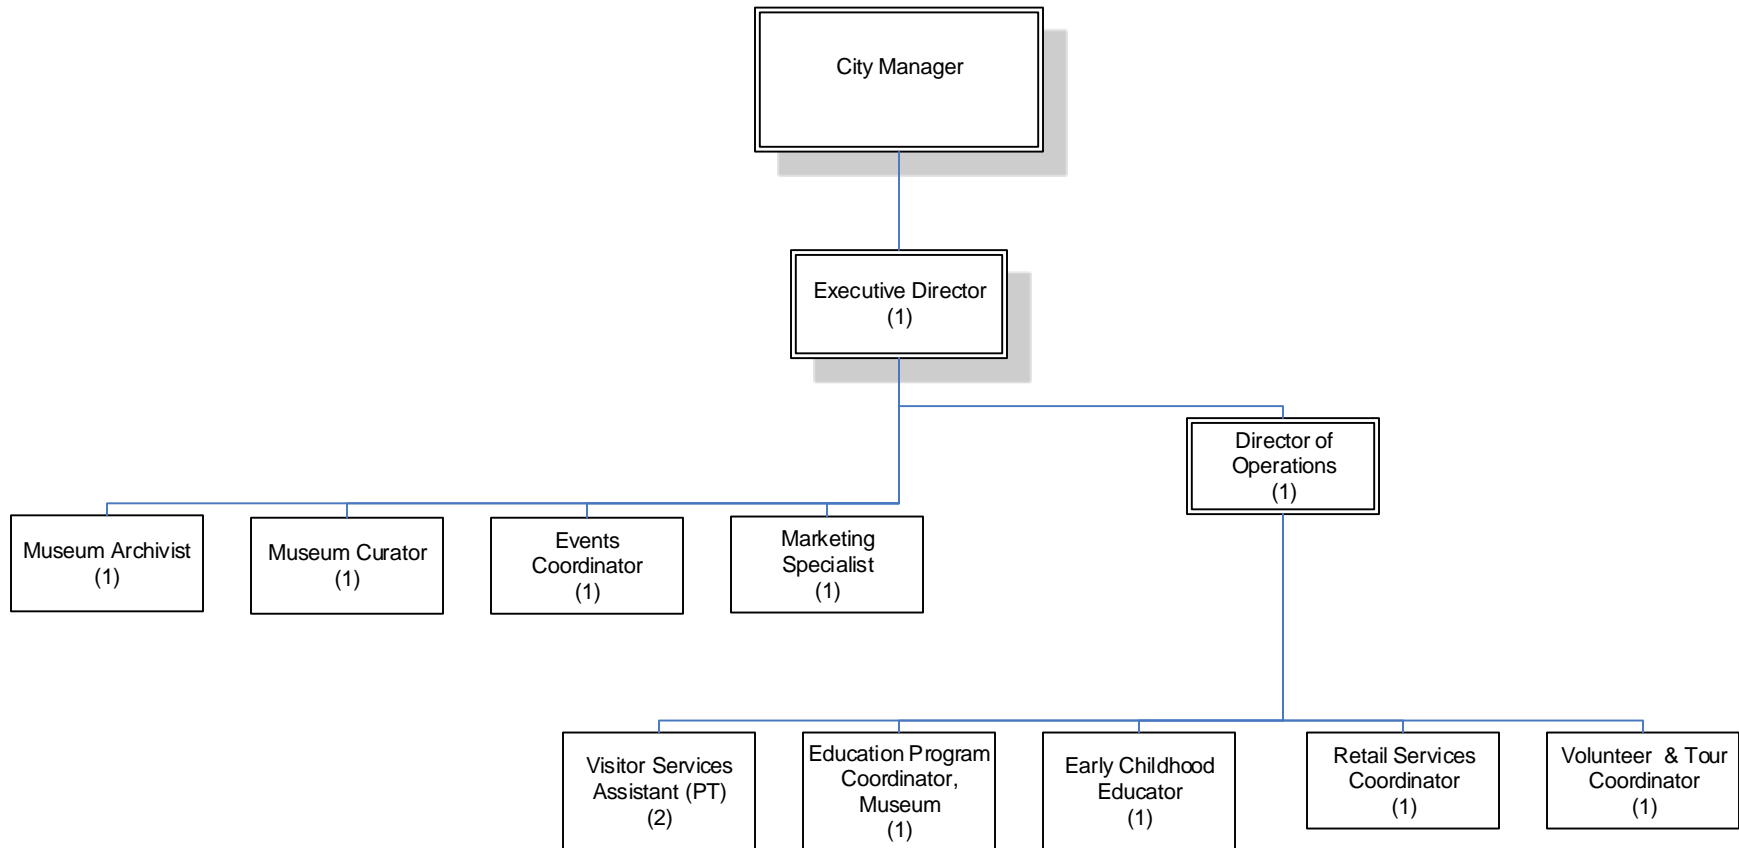 City Manager
Executive Director
(1)
Director of
Operations
(1)
Museum Archivist
(1)
Museum Curator
(1)
Events
Coordinator
(1)
Marketing
Specialist
(1)
Visitor Services
Assistant (PT)
(2)
Education Program
Coordinator,
Museum
(1)
Early Childhood
Educator
(1)
Retail Services
Coordinator
(1)
Volunteer & Tour
Coordinator
(1)